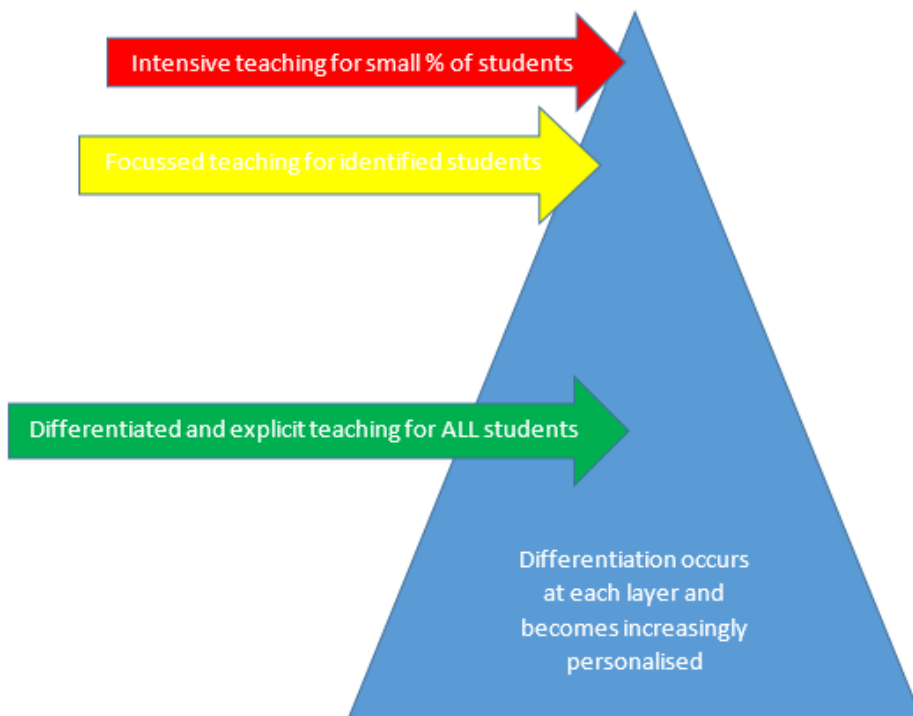 Intensive teaching for small % of students
Focussed teaching for identified students
Differentiated and explicit teaching for ALL students
Differentiation occurs
at each layer and
becomes increasingly
personalised